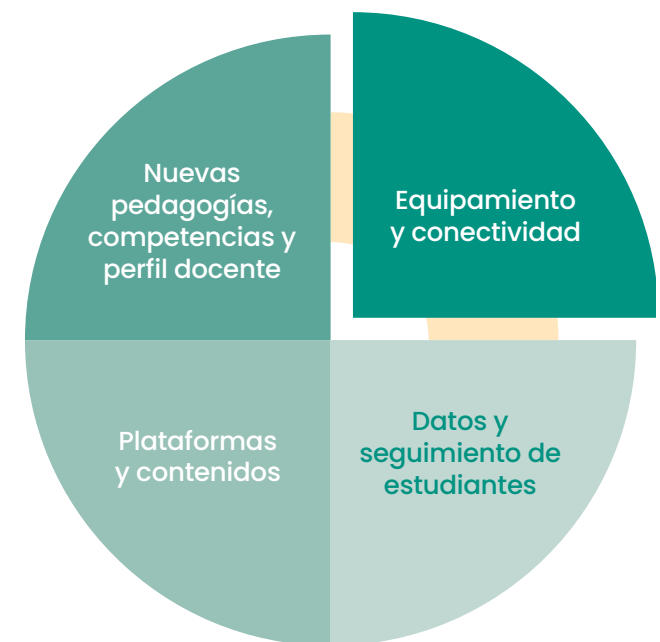 Nuevas
pedagogías,
competencias y
perfil docente
Equipamiento
y conectividad
Plataformas
y contenidos
Datos y
seguimiento de
estudiantes